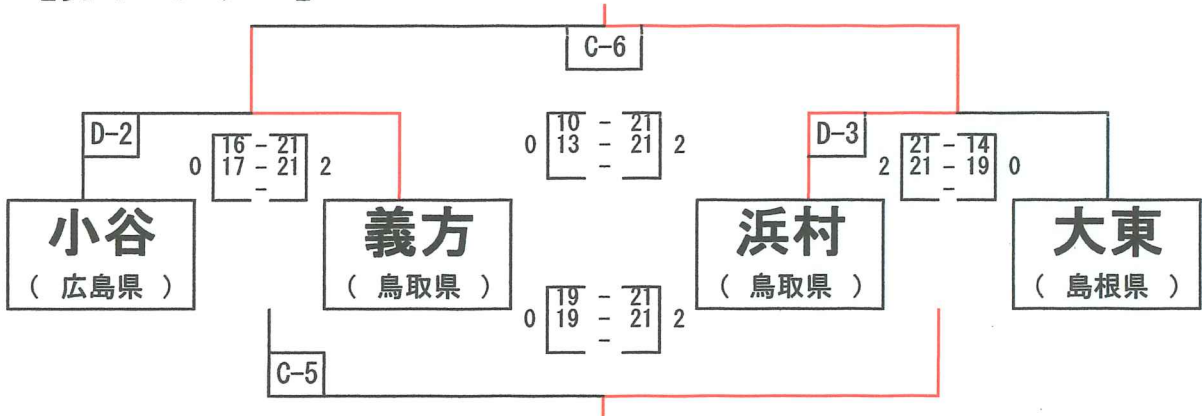 C-6
D-2
16 - 21
0 17 - 21 2
-
10 - 21
0 13 - 21 2
-
D-3
21 - 14
2 21 - 19 0
-
小谷
( 広島県 )
義方
( 鳥取県 )
浜村
( 鳥取県 )
大東
( 島根県 )
19 - 21
0 19 - 21 2
-
C-5